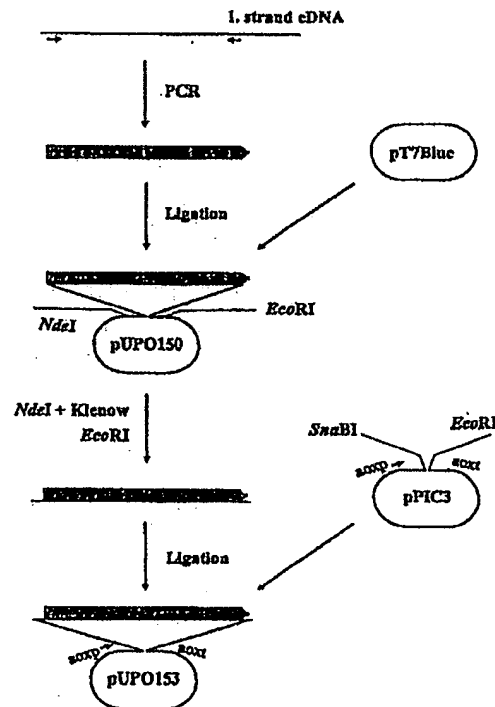 1. strand cDNA
PCR
pT7Blue
Ligation
NdeI
EcoRI
pUPO150
NdeI + Klenow
EcoRI
SnaBI
EcoRI
aoxp
aoxt
pPIC3
Ligation
aoxp
aoxt
pUPO153